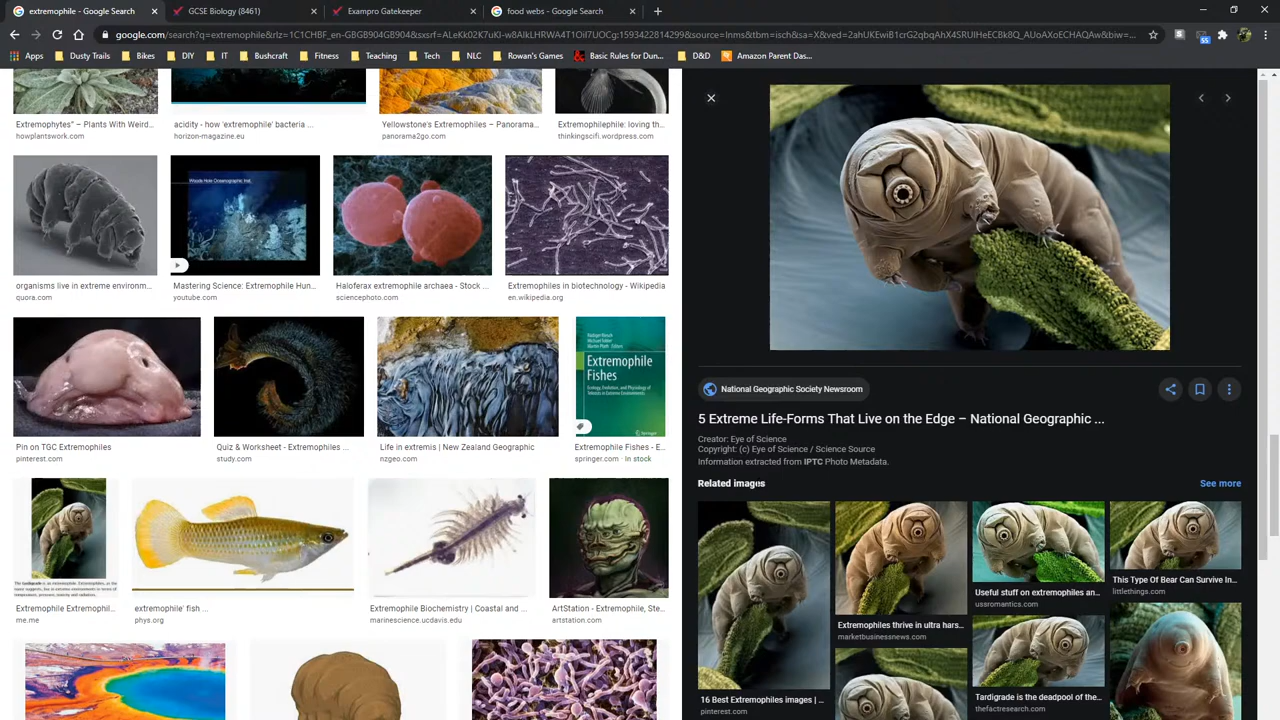 extremophile - Google Search
GCSE Biology (8461)
Exampro Gatekeeper
food webs - Google Search
Apps
Dusty Trails
Bikes
DIY
IT
Bushcraft
Fitness
Teaching
Tech
NLC
Rowan's Games
Basic Rules for Dun...
D&D
Amazon Parent Das...
Extremophytes" – Plants With Weird...
howplantswork.com
acidity - how 'extremophile' bacteria ...
horizon-magazine.eu
Yellowstone's Extremophiles – Panorama...
panorama2go.com
Extremophilephile: loving th...
thinkingscifi.wordpress.com
organisms live in extreme environm...
quora.com
Mastering Science: Extremophile Hun...
youtube.com
Haloferax extremophile archaea - Stock ...
sciencephoto.com
Extremophiles in biotechnology - Wikipedia
en.wikipedia.org
Extremophile
Fishes
Pin on TGC Extremophiles
pinterest.com
Quiz & Worksheet - Extremophiles ...
study.com
Life in extremis | New Zealand Geographic
nzgeo.com
Extremophile Fishes - E...
springer.com · In stock
Extremophile Extremophil...
me.me
extremophile' fish ...
phys.org
Extremophile Biochemistry | Coastal and ...
marinescience.ucdavis.edu
ArtStation - Extremophile, Ste...
artstation.com
National Geographic Society Newsroom
5 Extreme Life-Forms That Live on the Edge – National Geographic ...
Creator: Eye of Science
Copyright: (c) Eye of Science / Science Source
Information extracted from IPTC Photo Metadata.
Related images
See more
16 Best Extremophiles images | ...
pinterest.com
Extremophiles thrive in ultra hars...
marketbusinessnews.com
Useful stuff on extremophiles an...
ussromantics.com
Tardigrade is the deadpool of the...
thefactresearch.com
This Type Of Bear Can Survive In...
littlethings.com